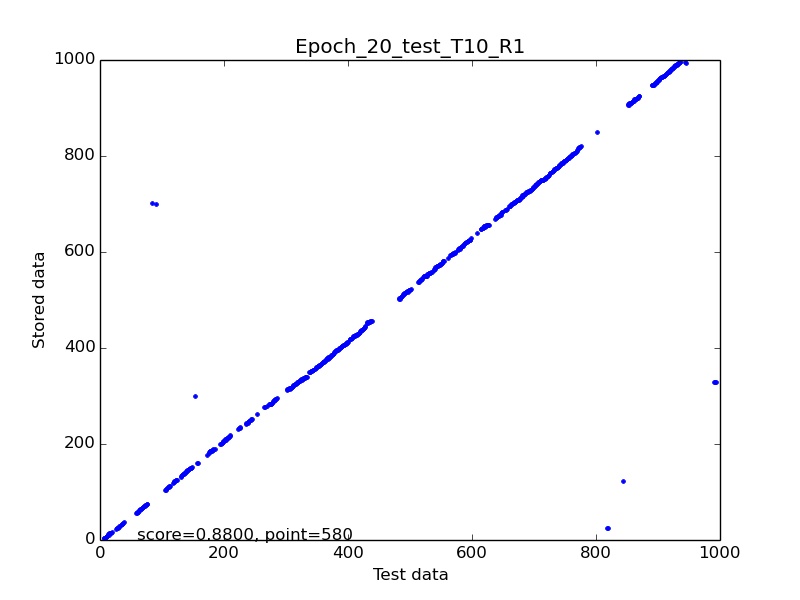 Epoch_20_test_T10_R1
1000
800
600
400
200
0
Stored data
score=0.8800, point=580
0 200 400 600 800 1000
Test data